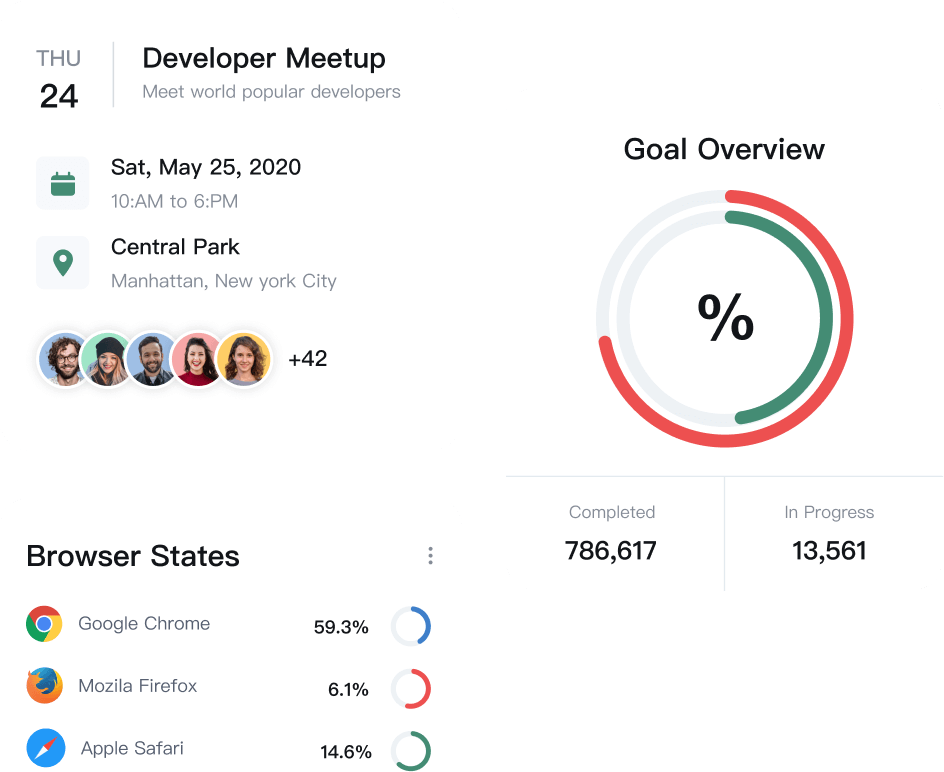 THU
24
Developer Meetup
Meet world popular developers
Sat, May 25, 2020
10:AM to 6:PM
Central Park
Manhattan, New york City
+42
Goal Overview
%
Completed
786,617
In Progress
13,561
Browser States
Google Chrome
59.3%
Mozila Firefox
6.1%
Apple Safari
14.6%